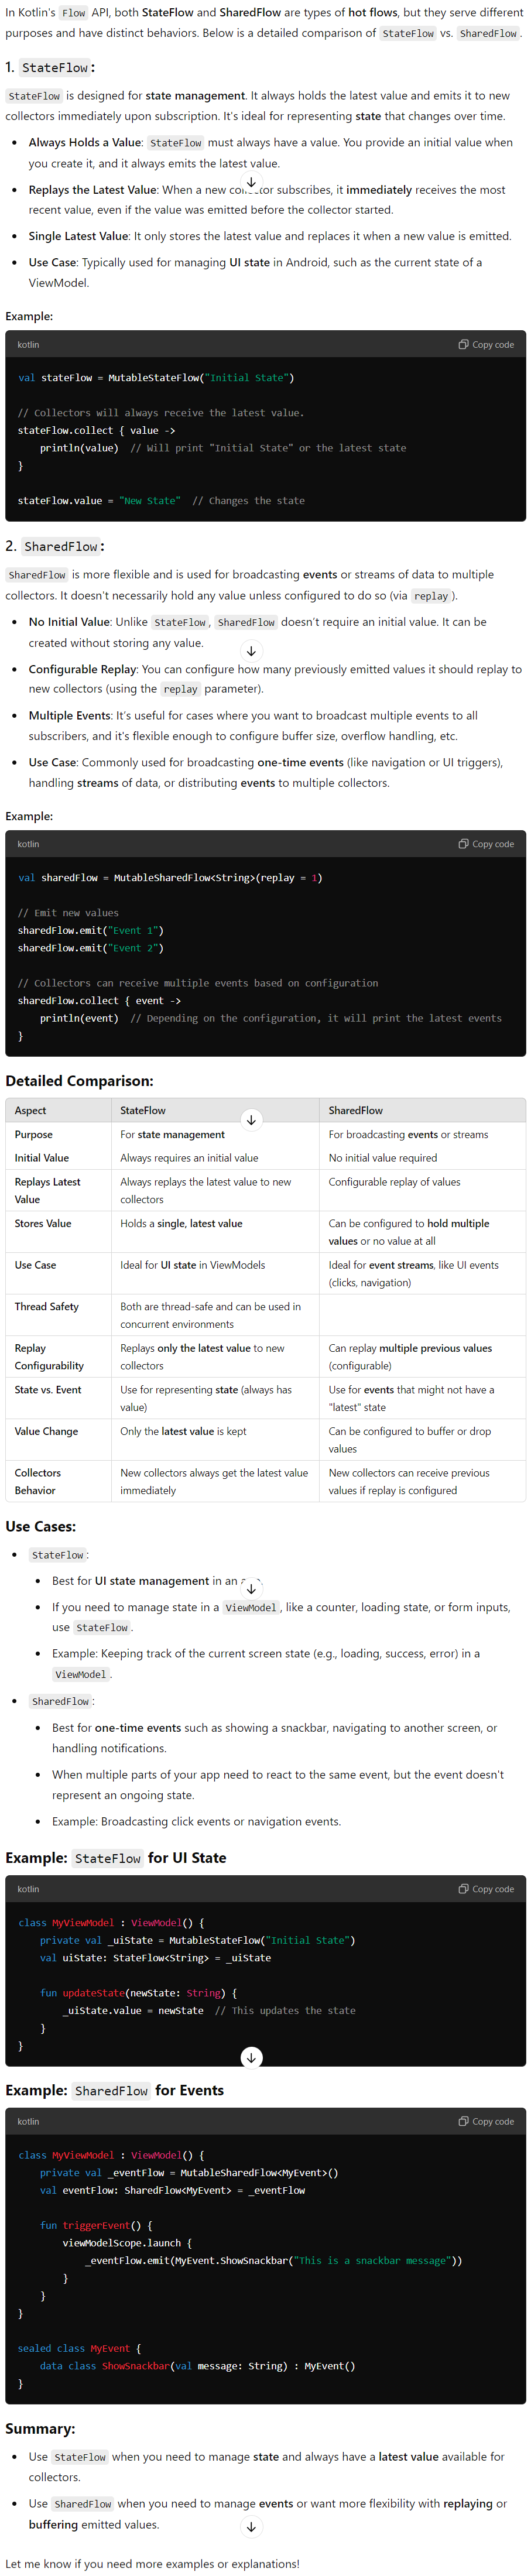 In Kotlin's Flow API, both StateFlow and SharedFlow are types of hot flows, but they serve different
purposes and have distinct behaviors. Below is a detailed comparison of StateFlow vs. SharedFlow.
1. StateFlow:
StateFlow is designed for state management. It always holds the latest value and emits it to new
collectors immediately upon subscription. It's ideal for representing state that changes over time.
• Always Holds a Value: StateFlow must always have a value. You provide an initial value when
you create it, and it always emits the latest value.
• Replays the Latest Value: When a new collector subscribes, it immediately receives the most
recent value, even if the value was emitted before the collector started.
• Single Latest Value: It only stores the latest value and replaces it when a new value is emitted.
• Use Case: Typically used for managing UI state in Android, such as the current state of a
ViewModel.
Example:
kotlin Copy code
val stateFlow = MutableStateFlow("Initial State")
// Collectors will always receive the latest value.
stateFlow.collect { value ->
println(value) // Will print "Initial State" or the latest state
}
stateFlow.value = "New State" // Changes the state
2. SharedFlow:
SharedFlow is more flexible and is used for broadcasting events or streams of data to multiple
collectors. It doesn't necessarily hold any value unless configured to do so (via replay).
• No Initial Value: Unlike StateFlow, SharedFlow doesn't require an initial value. It can be
created without storing any value.
• Configurable Replay: You can configure how many previously emitted values it should replay to
new collectors (using the replay parameter).
• Multiple Events: It's useful for cases where you want to broadcast multiple events to all
subscribers, and it's flexible enough to configure buffer size, overflow handling, etc.
• Use Case: Commonly used for broadcasting one-time events (like navigation or UI triggers),
handling streams of data, or distributing events to multiple collectors.
Example:
kotlin Copy code
val sharedFlow = MutableSharedFlow<String>(replay = 1)
// Emit new values
sharedFlow.emit("Event 1")
sharedFlow.emit("Event 2")
// Collectors can receive multiple events based on configuration
sharedFlow.collect { event ->
println(event) // Depending on the configuration, it will print the latest events
}
Detailed Comparison:
Aspect StateFlow SharedFlow
Purpose For state management For broadcasting events or streams
Initial Value Always requires an initial value No initial value required
Replays Latest Always replays the latest value to new Configurable replay of values
Value collectors
Stores Value Holds a single, latest value Can be configured to hold multiple
values or no value at all
Use Case Ideal for UI state in ViewModels Ideal for event streams, like UI events
(clicks, navigation)
Thread Safety Both are thread-safe and can be used in
concurrent environments
Replay Replays only the latest value to new Can replay multiple previous values
Configurability collectors (configurable)
State vs. Event Use for representing state (always has Use for events that might not have a
value) "latest" state
Value Change Only the latest value is kept Can be configured to buffer or drop
values
Collectors New collectors always get the latest value New collectors can receive previous
Behavior immediately values if replay is configured
Use Cases:
• StateFlow:
• Best for UI state management in an
• If you need to manage state in a ViewModel, like a counter, loading state, or form inputs,
use StateFlow.
• Example: Keeping track of the current screen state (e.g., loading, success, error) in a
ViewModel.
• SharedFlow:
• Best for one-time events such as showing a snackbar, navigating to another screen, or
handling notifications.
• When multiple parts of your app need to react to the same event, but the event doesn't
represent an ongoing state.
• Example: Broadcasting click events or navigation events.
Example: StateFlow for UI State
kotlin Copy code
class MyViewModel : ViewModel() {
private val _uiState = MutableStateFlow("Initial State")
val uiState: StateFlow<String> = _uiState
fun updateState(newState: String) {
_uiState.value = newState // This updates the state
}
}
Example: SharedFlow for Events
kotlin Copy code
class MyViewModel : ViewModel() {
private val _eventFlow = MutableSharedFlow<MyEvent>()
val eventFlow: SharedFlow<MyEvent> = _eventFlow
fun triggerEvent() {
viewModelScope.launch {
_eventFlow.emit(MyEvent.ShowSnackbar("This is a snackbar message"))
}
}
}
sealed class MyEvent {
data class ShowSnackbar(val message: String) : MyEvent()
}
Summary:
• Use StateFlow when you need to manage state and always have a latest value available for
collectors.
• Use SharedFlow when you need to manage events or want more flexibility with replaying or
buffering emitted values.
Let me know if you need more examples or explanations!